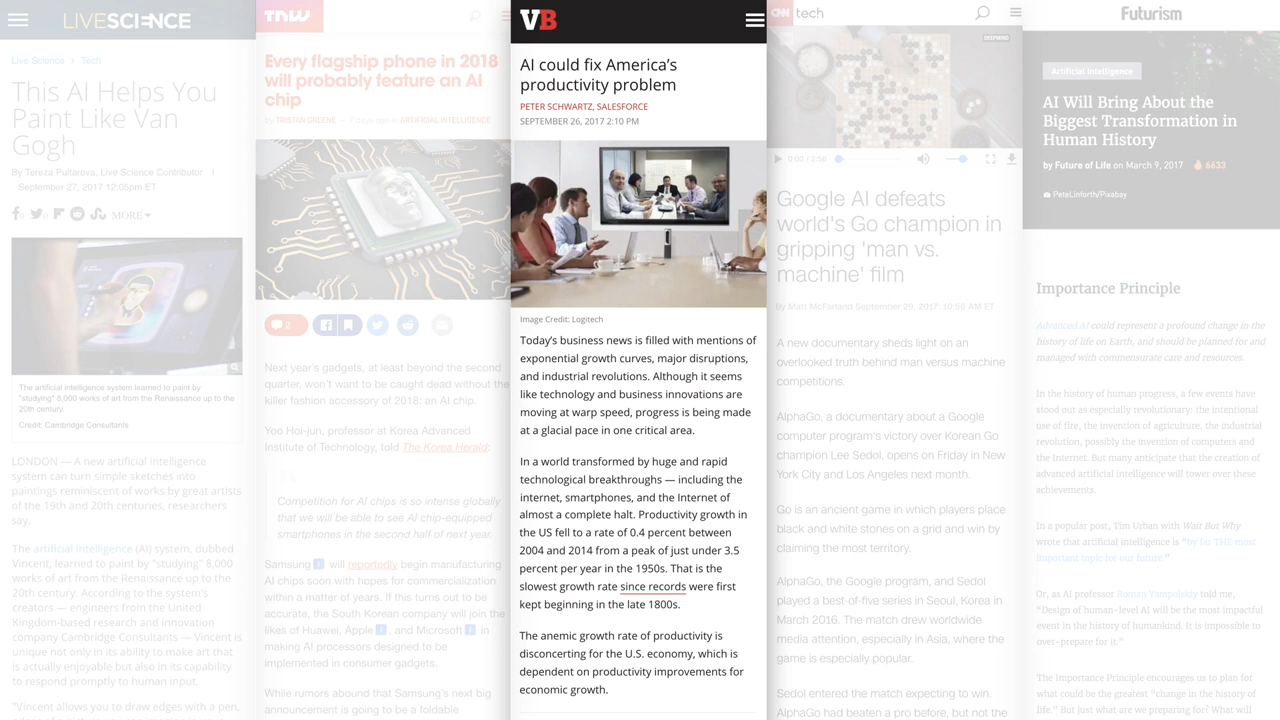 LIVESCIENCE
Live Science > Tech
This AI Helps You
Paint Like Van
Gogh
By Tereza Pultarova, Live Science Contributor |
September 27, 2017 12:05pm ET
MORE
The artificial intelligence system learned to paint by
"studying" 8,000 works of art from the Renaissance up to the
20th century.
Credit: Cambridge Consultants
LONDON — A new artificial intelligence
system can turn simple sketches into
paintings reminiscent of works by great artists
of the 19th and 20th centuries, researchers
say.
The artificial intelligence (AI) system, dubbed
Vincent, learned to paint by "studying" 8,000
works of art from the Renaissance up to the
20th century. According to the system's
creators — engineers from the United
Kingdom-based research and innovation
company Cambridge Consultants — Vincent is
unique not only in its ability to make art that
is actually enjoyable but also in its capability
to respond promptly to human input.
"Vincent allows you to draw edges with a pen,
TNW
Every flagship phone in 2018
will probably feature an AI
chip
by TRISTAN GREENE — 7 days ago in ARTIFICIAL INTELLIGENCE
2
Next year's gadgets, at least beyond the second
quarter, won't want to be caught dead without the
killer fashion accessory of 2018: an AI chip.
Yoo Hoi-jun, professor at Korea Advanced
Institute of Technology, told The Korea Herald:
Competition for AI chips is so intense globally
that we will be able to see AI chip-equipped
smartphones in the second half of next year.
Samsung will reportedly begin manufacturing
AI chips soon with hopes for commercialization
within a matter of years. If this turns out to be
accurate, the South Korean company will join the
likes of Huawei, Apple , and Microsoft in
making AI processors designed to be
implemented in consumer gadgets.
While rumors abound that Samsung's next big
announcement is going to be a foldable
VB
AI could fix America's
productivity problem
PETER SCHWARTZ, SALESFORCE
SEPTEMBER 26, 2017 2:10 PM
Image Credit: Logitech
Today's business news is filled with mentions of
exponential growth curves, major disruptions,
and industrial revolutions. Although it seems
like technology and business innovations are
moving at warp speed, progress is being made
at a glacial pace in one critical area.
In a world transformed by huge and rapid
technological breakthroughs — including the
internet, smartphones, and the Internet of
almost a complete halt. Productivity growth in
the US fell to a rate of 0.4 percent between
2004 and 2014 from a peak of just under 3.5
percent per year in the 1950s. That is the
slowest growth rate since records were first
kept beginning in the late 1800s.
The anemic growth rate of productivity is
disconcerting for the U.S. economy, which is
dependent on productivity improvements for
economic growth.
CNN tech
DEEPMIND
0:00 / 2:56
Google AI defeats
world's Go champion in
gripping 'man vs.
machine' film
By Matt McFarland September 29, 2017: 10:56 AM ET
A new documentary sheds light on an
overlooked truth behind man versus machine
competitions.
AlphaGo, a documentary about a Google
computer program's victory over Korean Go
champion Lee Sedol, opens on Friday in New
York City and Los Angeles next month.
Go is an ancient game in which players place
black and white stones on a grid and win by
claiming the most territory.
AlphaGo, the Google program, and Sedol
played a best-of-five series in Seoul, Korea in
March 2016. The match drew worldwide
media attention, especially in Asia, where the
game is especially popular.
Sedol entered the match expecting to win.
AlphaGo had beaten a pro before, but not the
Futurism
Artificial Intelligence
AI Will Bring About the
Biggest Transformation in
Human History
by Future of Life on March 9, 2017 6633
PeteLinforth/Pixabay
Importance Principle
Advanced AI could represent a profound change in the
history of life on Earth, and should be planned for and
managed with commensurate care and resources.
In the history of human progress, a few events have
stood out as especially revolutionary: the intentional
use of fire, the invention of agriculture, the industrial
revolution, possibly the invention of computers and
the Internet. But many anticipate that the creation of
advanced artificial intelligence will tower over these
achievements.
In a popular post, Tim Urban with Wait But Why
wrote that artificial intelligence is "by far THE most
important topic for our future."
Or, as AI professor Roman Yampolskiy told me,
"Design of human-level AI will be the most impactful
event in the history of humankind. It is impossible to
over-prepare for it."
The Importance Principle encourages us to plan for
what could be the greatest "change in the history of
life." But just what are we preparing for? What will